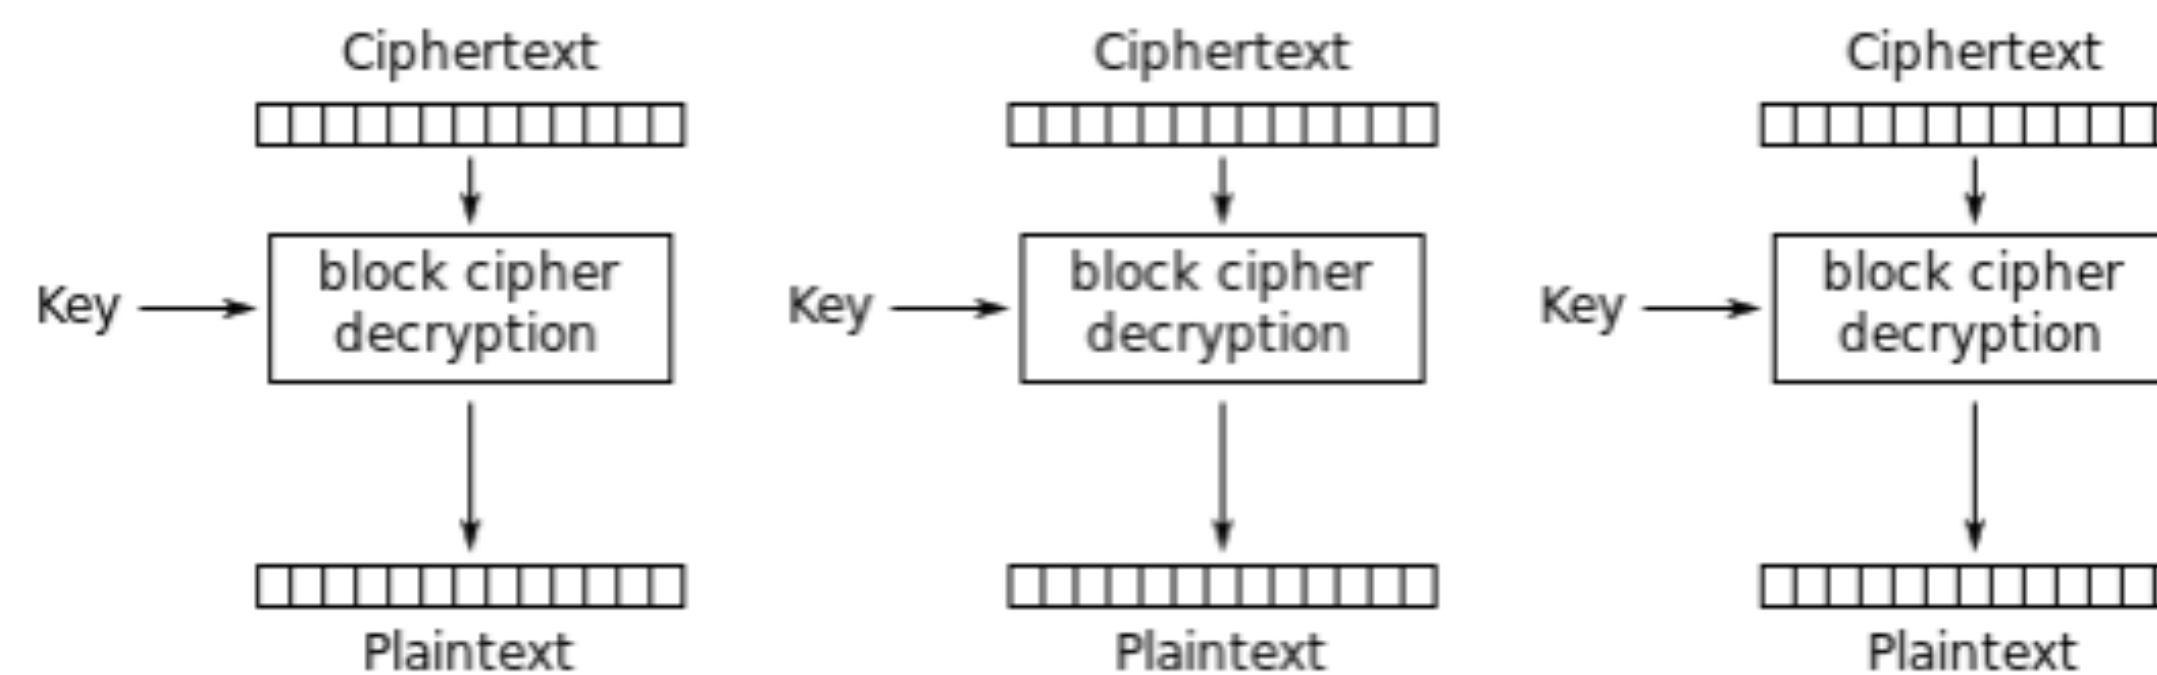 Ciphertext Ciphertext Ciphertext
block cipher block cipher block cipher
Key Key Key
decryption decryption decryption
Plaintext Plaintext Plaintext